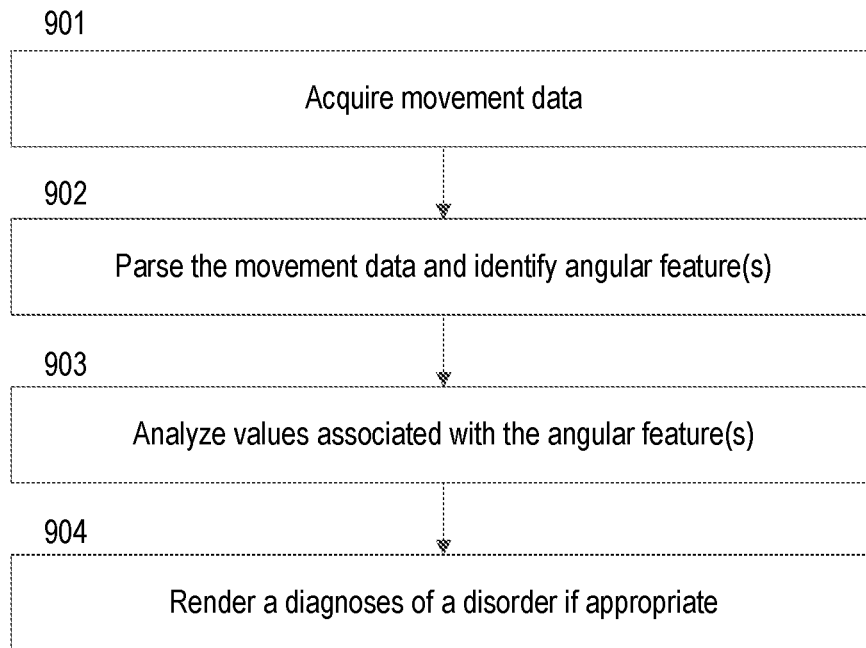 901
Acquire movement data
902
Parse the movement data and identify angular feature(s)
903
Analyze values associated with the angular feature(s)
904
Render a diagnoses of a disorder if appropriate